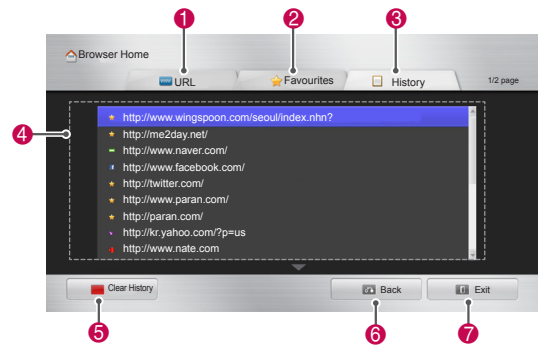 1 2 3
Browser Home
URL Favourites History 1/2 page
4
http://www.wingspoon.com/seoul/index.nhn?
http://me2day.net/
http://www.naver.com/
http://www.facebook.com/
http://twitter.com/
http://www.paran.com/
http://paran.com/
http://kr.yahoo.com/?p=us
http://www.nate.com
Clear History Back Exit
5 6 7